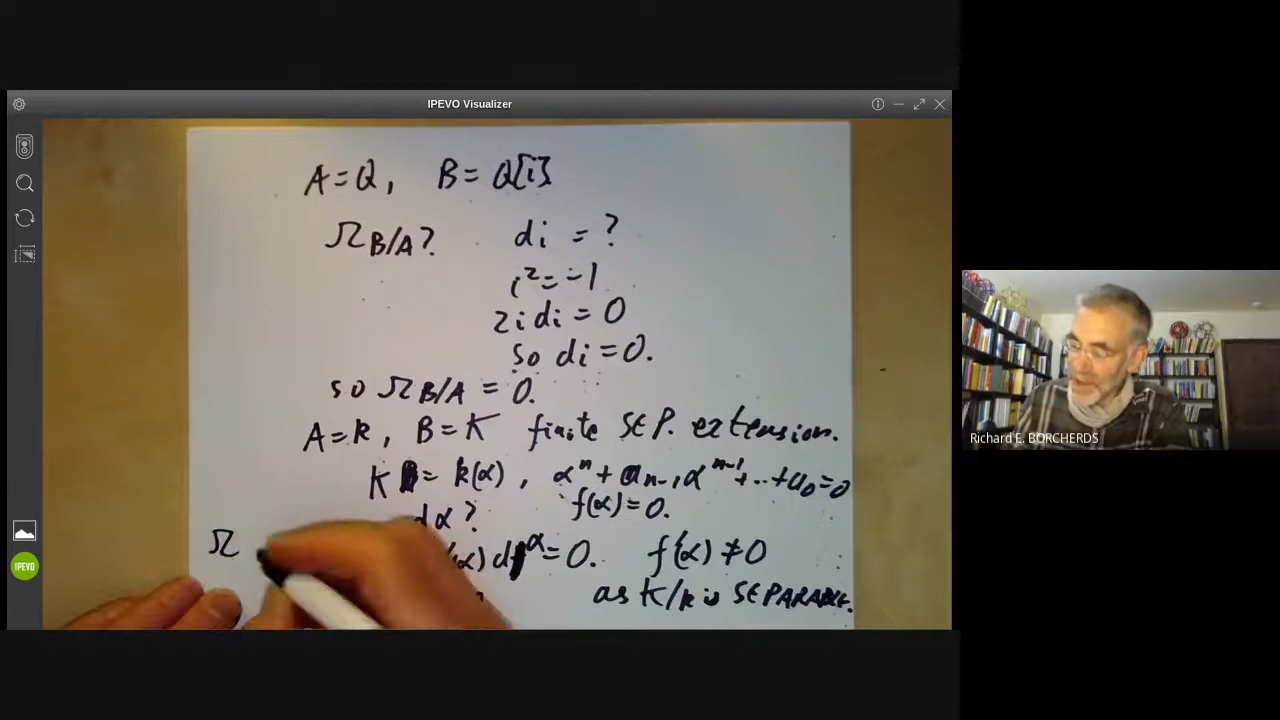 IPEVO Visualizer
A=Q, B=Q[i]
Ω B/A? di = ?
i²=-1
2i di = 0
so di = 0.
so Ω B/A = 0.
A=k, B=K finite SEP. extension.
K = k(α), αⁿ + aₙ₋₁αⁿ⁻¹+..+a₀=0
dα? f(α)=0.
Ω (α) dα = 0. f'(α) ≠ 0
as K/k is SEPARABLE.
Richard E. BORCHERDS